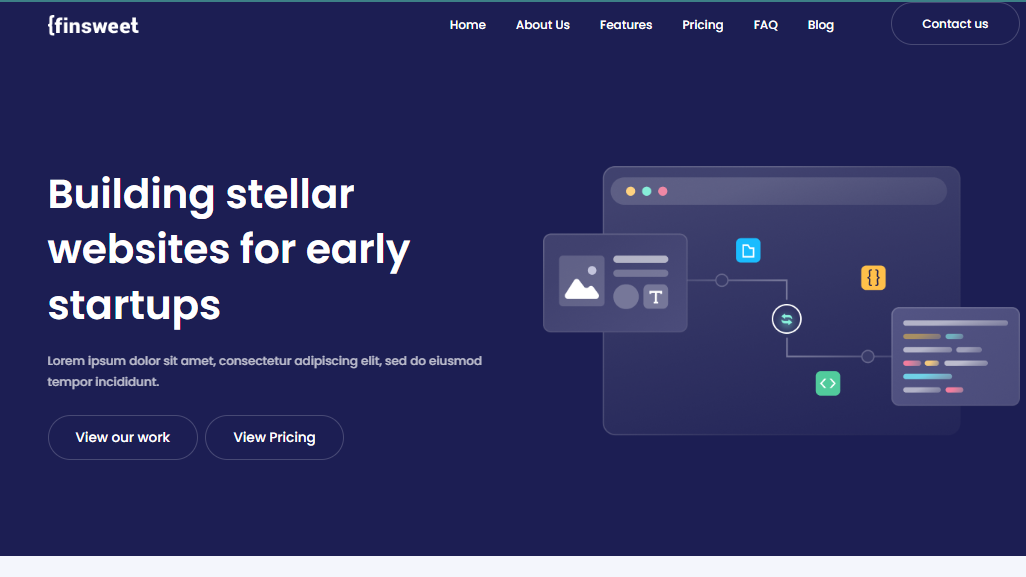 {finsweet
Home About Us Features Pricing FAQ Blog Contact us
Building stellar
websites for early
startups
Lorem ipsum dolor sit amet, consectetur adipiscing elit, sed do eiusmod
tempor incididunt.
View our work View Pricing
T
{}
<>